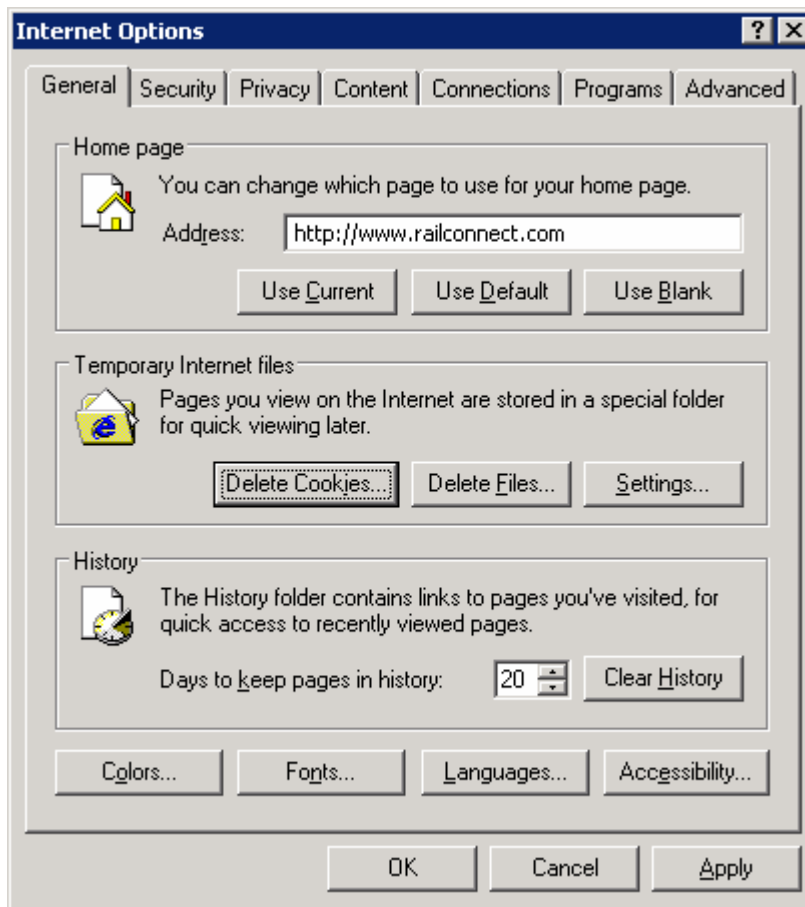 Internet Options
General Security Privacy Content Connections Programs Advanced
Home page
You can change which page to use for your home page.
Address: http://www.railconnect.com
Use Current Use Default Use Blank
Temporary Internet files
Pages you view on the Internet are stored in a special folder
for quick viewing later.
Delete Cookies... Delete Files... Settings...
History
The History folder contains links to pages you've visited, for
quick access to recently viewed pages.
Days to keep pages in history: 20 Clear History
Colors... Fonts... Languages... Accessibility...
OK Cancel Apply